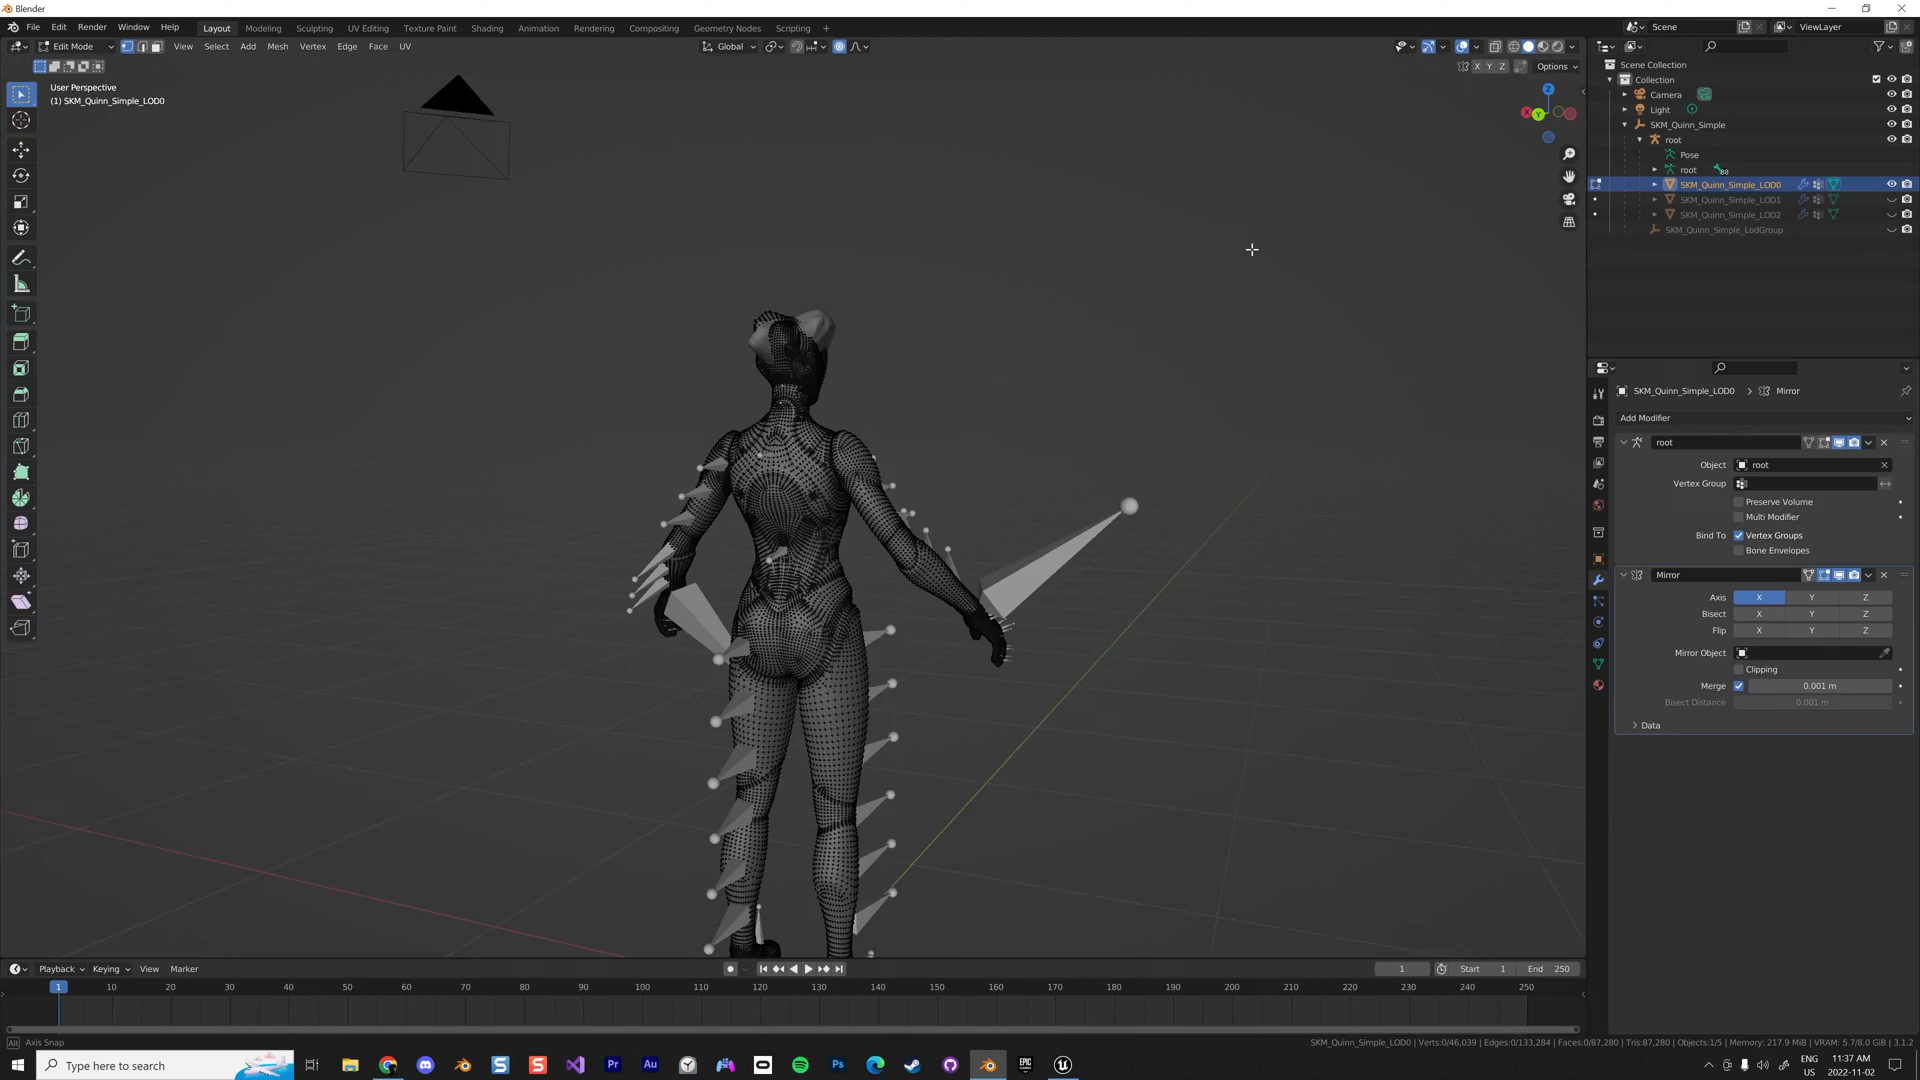 Blender
File Edit Render Window Help
Layout Modeling Sculpting UV Editing Texture Paint Shading Animation Rendering Compositing Geometry Nodes Scripting +
Scene
ViewLayer
Edit Mode View Select Add Mesh Vertex Edge Face UV
Global
X Y Z Options
User Perspective
(1) SKM_Quinn_Simple_LOD0
Z
X
Y
Scene Collection
Collection
Camera
Light
SKM_Quinn_Simple
root
Pose
root 88
SKM_Quinn_Simple_LOD0
SKM_Quinn_Simple_LOD1
SKM_Quinn_Simple_LOD2
SKM_Quinn_Simple_LodGroup
SKM_Quinn_Simple_LOD0 > Mirror
Add Modifier
root
Object root
Vertex Group
Preserve Volume
Multi Modifier
Bind To Vertex Groups
Bone Envelopes
Mirror
Axis X Y Z
Bisect X Y Z
Flip X Y Z
Mirror Object
Clipping
Merge 0.001 m
Bisect Distance 0.001 m
Data
Playback Keying View Marker
1 Start 1 End 250
1 10 20 30 40 50 60 70 80 90 100 110 120 130 140 150 160 170 180 190 200 210 220 230 240 250
Alt Axis Snap
SKM_Quinn_Simple_LOD0 | Verts:0/46,039 | Edges:0/133,284 | Faces:0/87,280 | Tris:87,280 | Objects:1/5 | Memory: 217.9 MiB | VRAM: 5.7/8.0 GiB | 3.1.2
Type here to search
S S Pr Au Ps EPIC GAMES
ENG
US
11:37 AM
2022-11-02